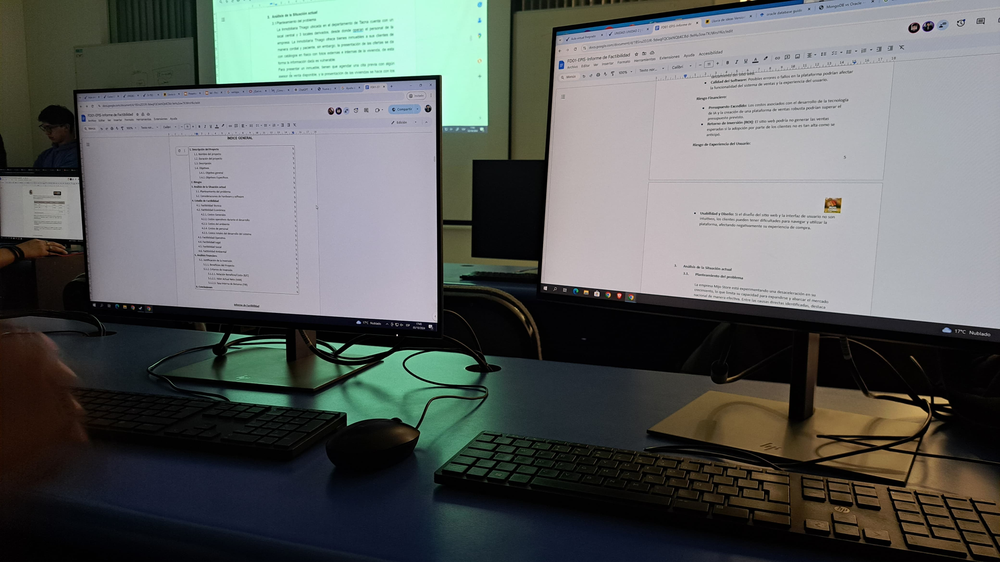 3. Análisis de la Situación actual
3.1 Planteamiento del problema
La Inmobiliaria Thiago ubicada en el departamento de Tacna cuenta con un
local central y 3 locales derivados, desde donde operan el personal de la
empresa. La Inmobiliaria Thiago ofrece bienes inmuebles a sus clientes de
manera cordial y paciente, sin embargo, la presentación de las ofertas se da
con catálogos en físico con fotos externas e internas de la vivienda, de esta
forma la información dada es vulnerable.
Para presentar un inmueble, tienen que agendar una cita previa con algún
asesor de venta disponible, y la presentación de las viviendas se hace con los
ChatGPT
FD01-EPI
docs.google.com/document/d/1BSru2D3JR-9dwqFQCbkNQbKCBd-9eHu3ow7XJWrsYKo/edit
Invitado
FD01-EPIS-Informe de Factibilidad
Archivo Editar Ver Insertar Formato Herramientas Extensiones Ayuda
Compartir
Menús 100% Texto nor... Calibri 11
Edición
ÍNDICE GENERAL
1. Descripción del Proyecto 5
1.1. Nombre del proyecto 5
1.2. Duración del proyecto 5
1.3. Descripción 5
1.4. Objetivos 5
1.4.1. Objetivo general 5
1.4.2. Objetivos Específicos 5
2. Riesgos 5
3. Análisis de la Situación actual 5
3.1. Planteamiento del problema 5
3.2. Consideraciones de hardware y software 5
4. Estudio de Factibilidad 5
4.1. Factibilidad Técnica 5
4.2. Factibilidad Económica 5
4.2.1. Costos Generales 5
4.2.2. Costos operativos durante el desarrollo 5
4.2.3. Costos del ambiente 5
4.2.4. Costos de personal 5
4.2.5. Costos totales del desarrollo del sistema 5
4.3. Factibilidad Operativa 5
4.4. Factibilidad Legal 5
4.5. Factibilidad Social 5
4.6. Factibilidad Ambiental 5
5. Análisis Financiero 5
5.1. Justificación de la Inversión 5
5.1.1. Beneficios del Proyecto 5
5.1.2. Criterios de Inversión 5
5.1.2.1. Relación Beneficio/Costo (B/C) 5
5.1.2.2. Valor Actual Neto (VAN) 5
5.1.2.3. Tasa Interna de Retorno (TIR) 5
6. Conclusiones 5
Informe de Factibilidad
17°C Nublado
ESP
17:45
05/10/2024
hp
Aula virtual Pregrado
UNIDAD: UNIDAD 2 |
FD01-EPIS-Informe de
Lluvia de ideas Version
oracle database guide
MongoDB vs Oracle
docs.google.com/document/d/1BSru2D3JR-9dwqFQCbkNQbKCBd-9eHu3ow7XJWrsYKo/edit
FD01-EPIS-Informe de Factibilidad
Archivo Editar Ver Insertar Formato Herramientas Extensiones Ayuda Accesibilidad
Menús 100% Texto nor... Calibri 11
lanzamiento del sitio web.
Calidad del Software: Posibles errores o fallos en la plataforma podrían afectar
la funcionalidad del sistema de ventas y la experiencia del usuario.
Riesgo Financiero:
Presupuesto Excedido: Los costos asociados con el desarrollo de la tecnología
de IA y la creación de una plataforma de ventas robusta podrían superar el
presupuesto previsto.
Retorno de Inversión (ROI): El sitio web podría no generar las ventas
esperadas si la adopción por parte de los clientes no es tan alta como se
anticipó.
Riesgo de Experiencia del Usuario:
5
Usabilidad y Diseño: Si el diseño del sitio web y la interfaz de usuario no son
intuitivos, los clientes pueden tener dificultades para navegar y utilizar la
plataforma, afectando negativamente su experiencia de compra.
3. Análisis de la Situación actual
3.1. Planteamiento del problema
La empresa Mijo Store está experimentando una desaceleración en su
crecimiento, lo que limita su capacidad para expandirse y abarcar el mercado
nacional de manera efectiva. Entre las causas directas identificadas, destaca
17°C Nublado
hp
hp